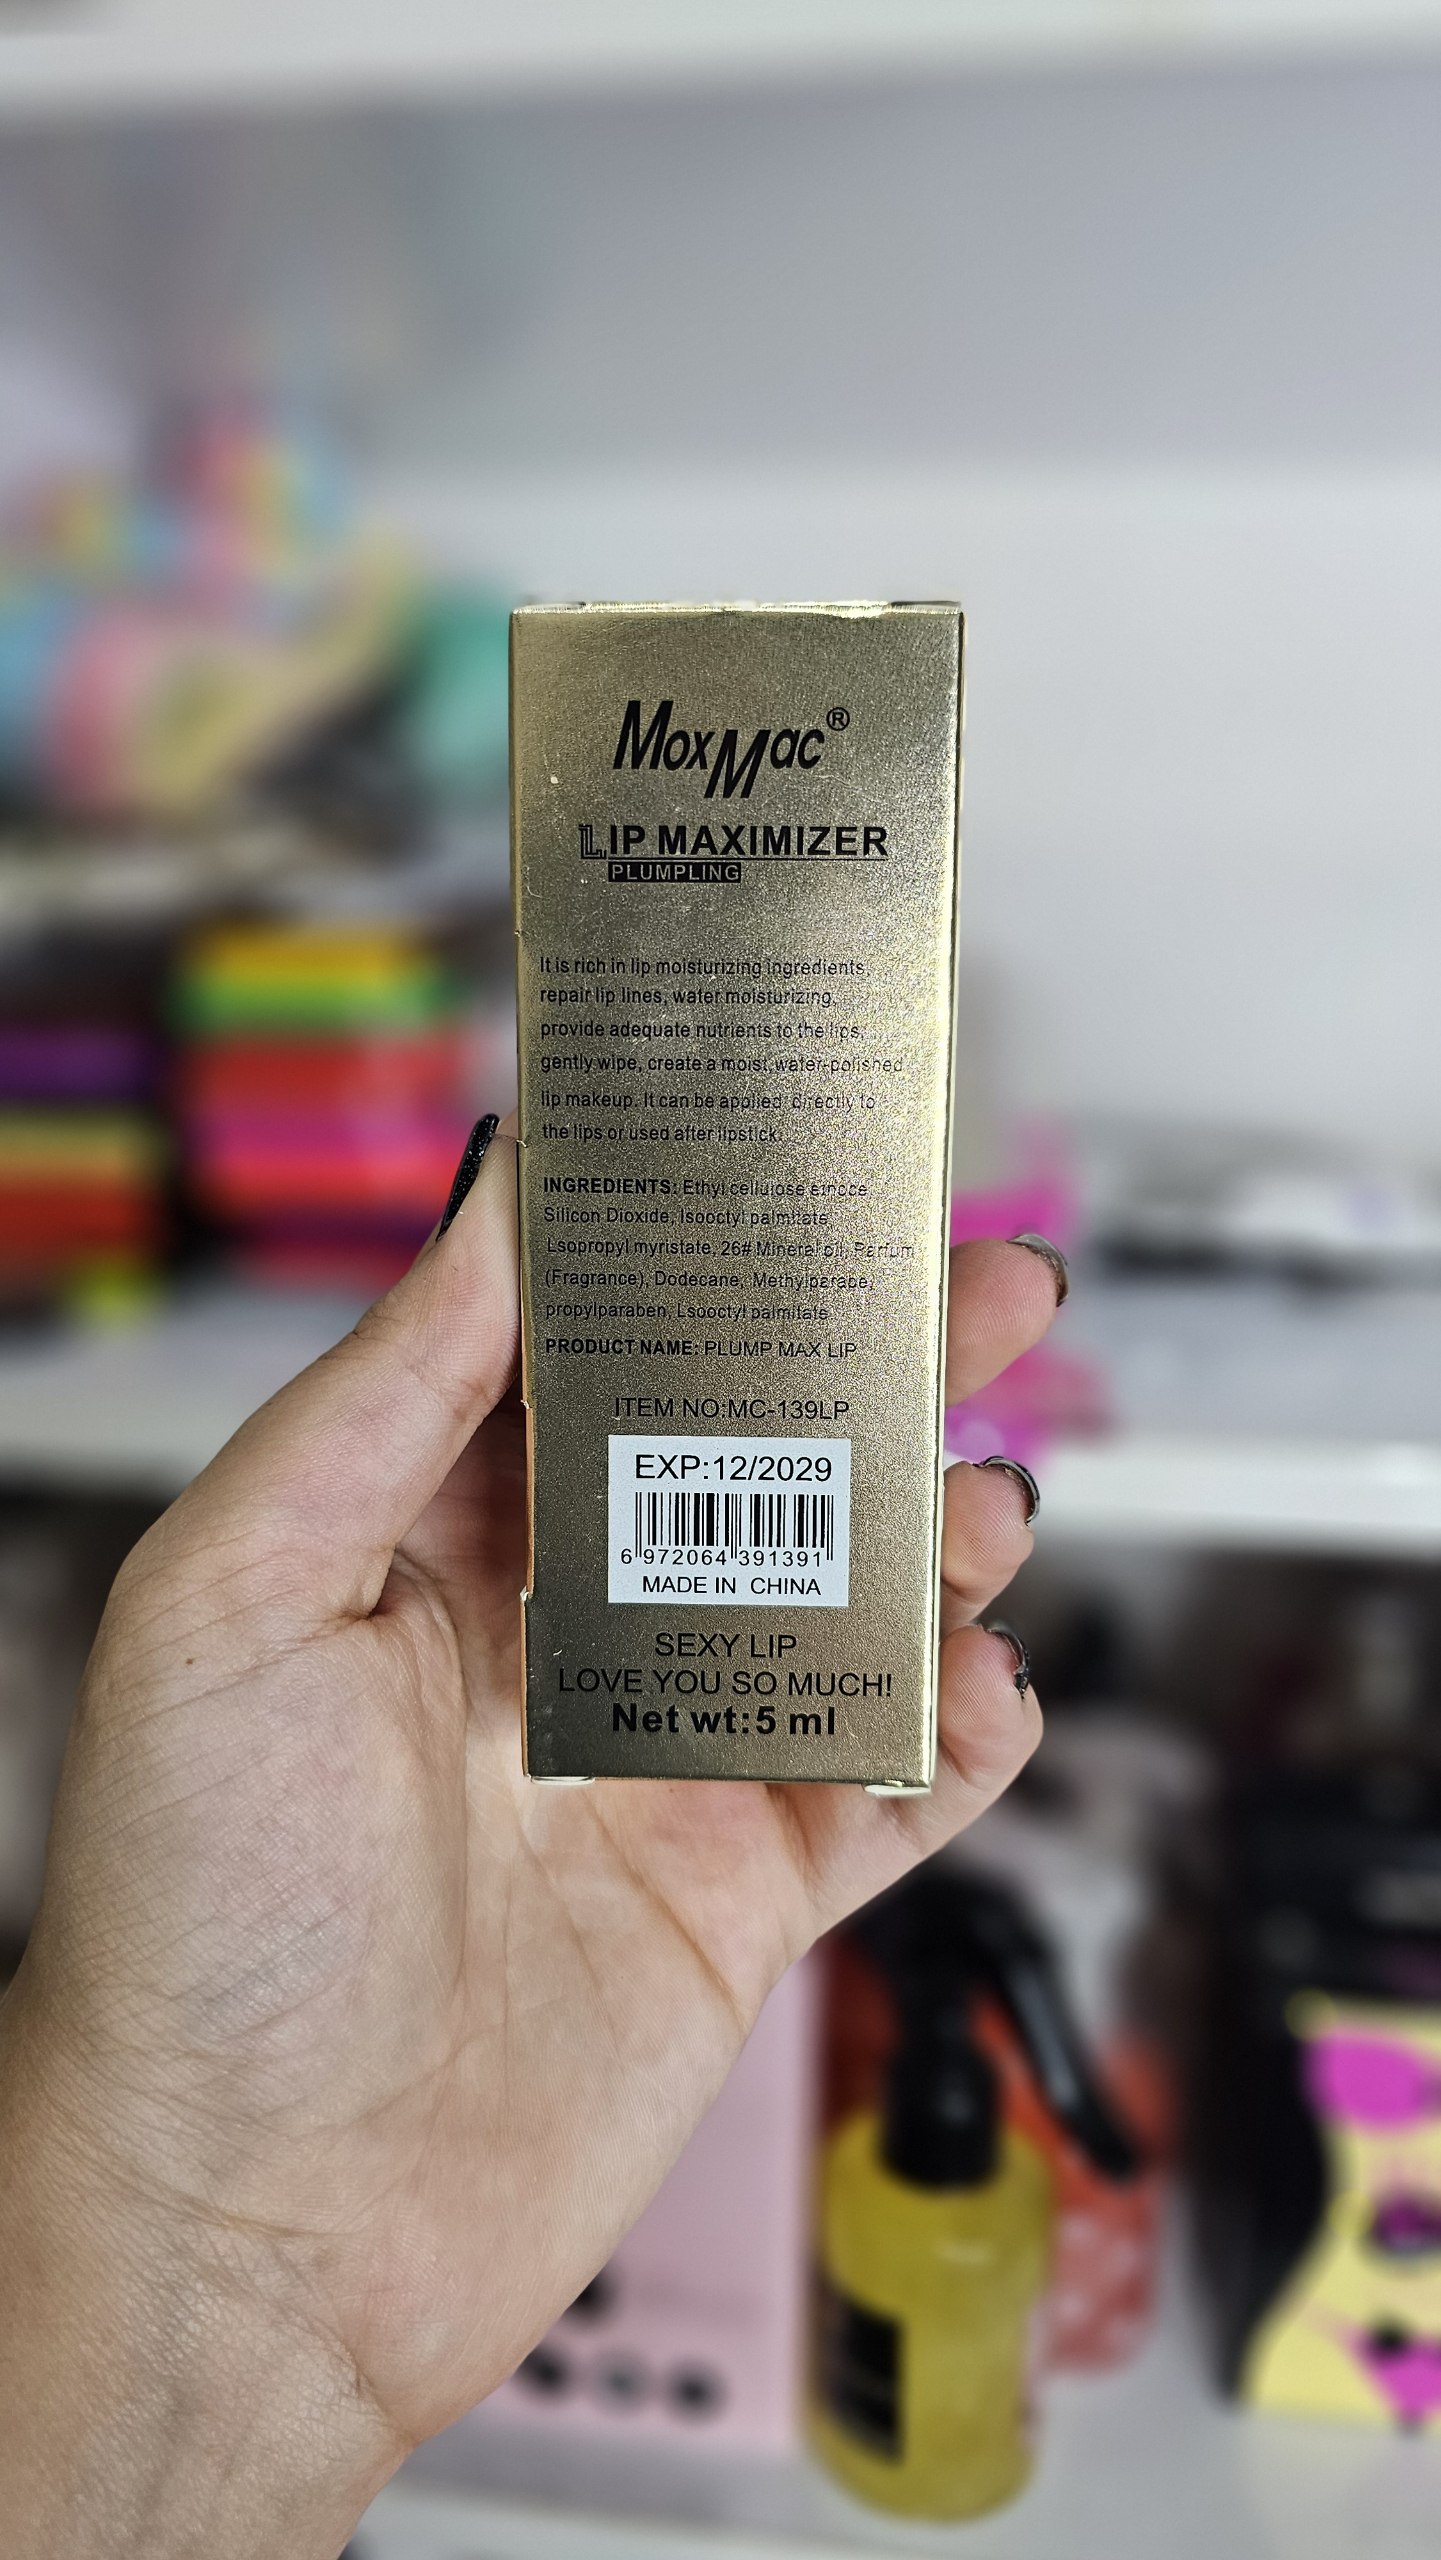 MoxMac®
LIP MAXIMIZER
PLUMPLING
It is rich in lip moisturizing ingredients,
repair lip lines, water moisturizing,
provide adequate nutrients to the lips,
gently wipe, create a moist,water-polished
lip makeup. It can be applied directly to
the lips or used after lipstick.
INGREDIENTS: Ethyl cellulose
Silicon Dioxide, Isooctyl palmitate
Lsopropyl myristate, 26# Mineral oil, Parfum
(Fragrance), Dodecane,
propylparaben, Lsooctyl palmitate
PRODUCT NAME: PLUMP MAX LIP
ITEM NO:MC-139LP
EXP:12/2029
6 972064 391391
MADE IN CHINA
SEXY LIP
LOVE YOU SO MUCH!
Net wt:5 ml